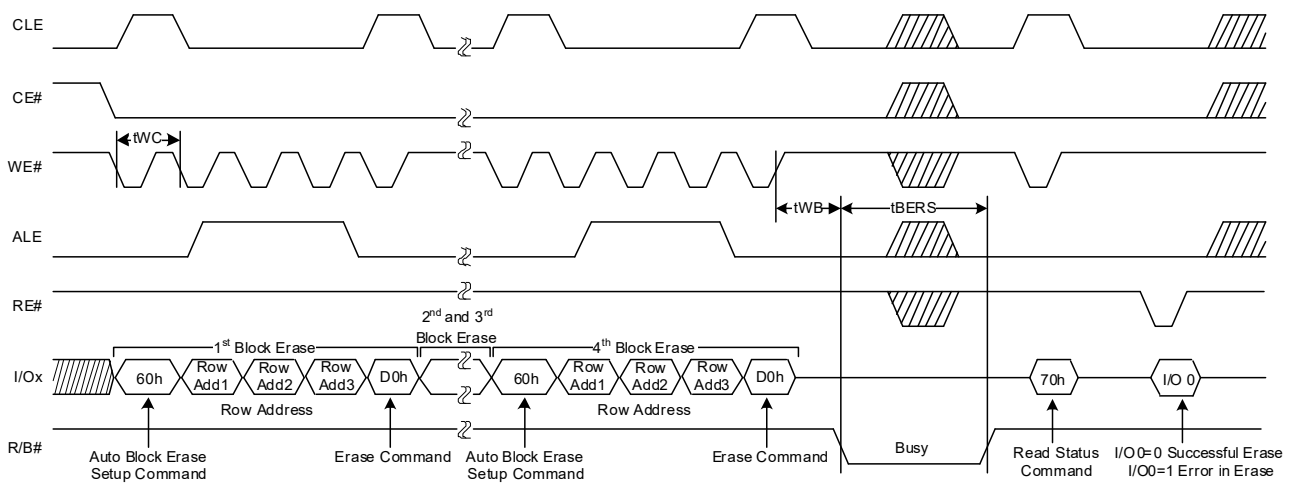 CLE
CE#
tWC
WE#
tWB
tBERS
ALE
RE#
2nd and 3rd
Block Erase
1st Block Erase
4th Block Erase
I/Ox
60h
Row
Add1
Row
Add2
Row
Add3
D0h
60h
Row
Add1
Row
Add2
Row
Add3
D0h
70h
I/O 0
Row Address
Row Address
R/B#
Busy
Auto Block Erase
Setup Command
Erase Command
Auto Block Erase
Setup Command
Erase Command
Read Status
Command
I/O0=0 Successful Erase
I/O0=1 Error in Erase